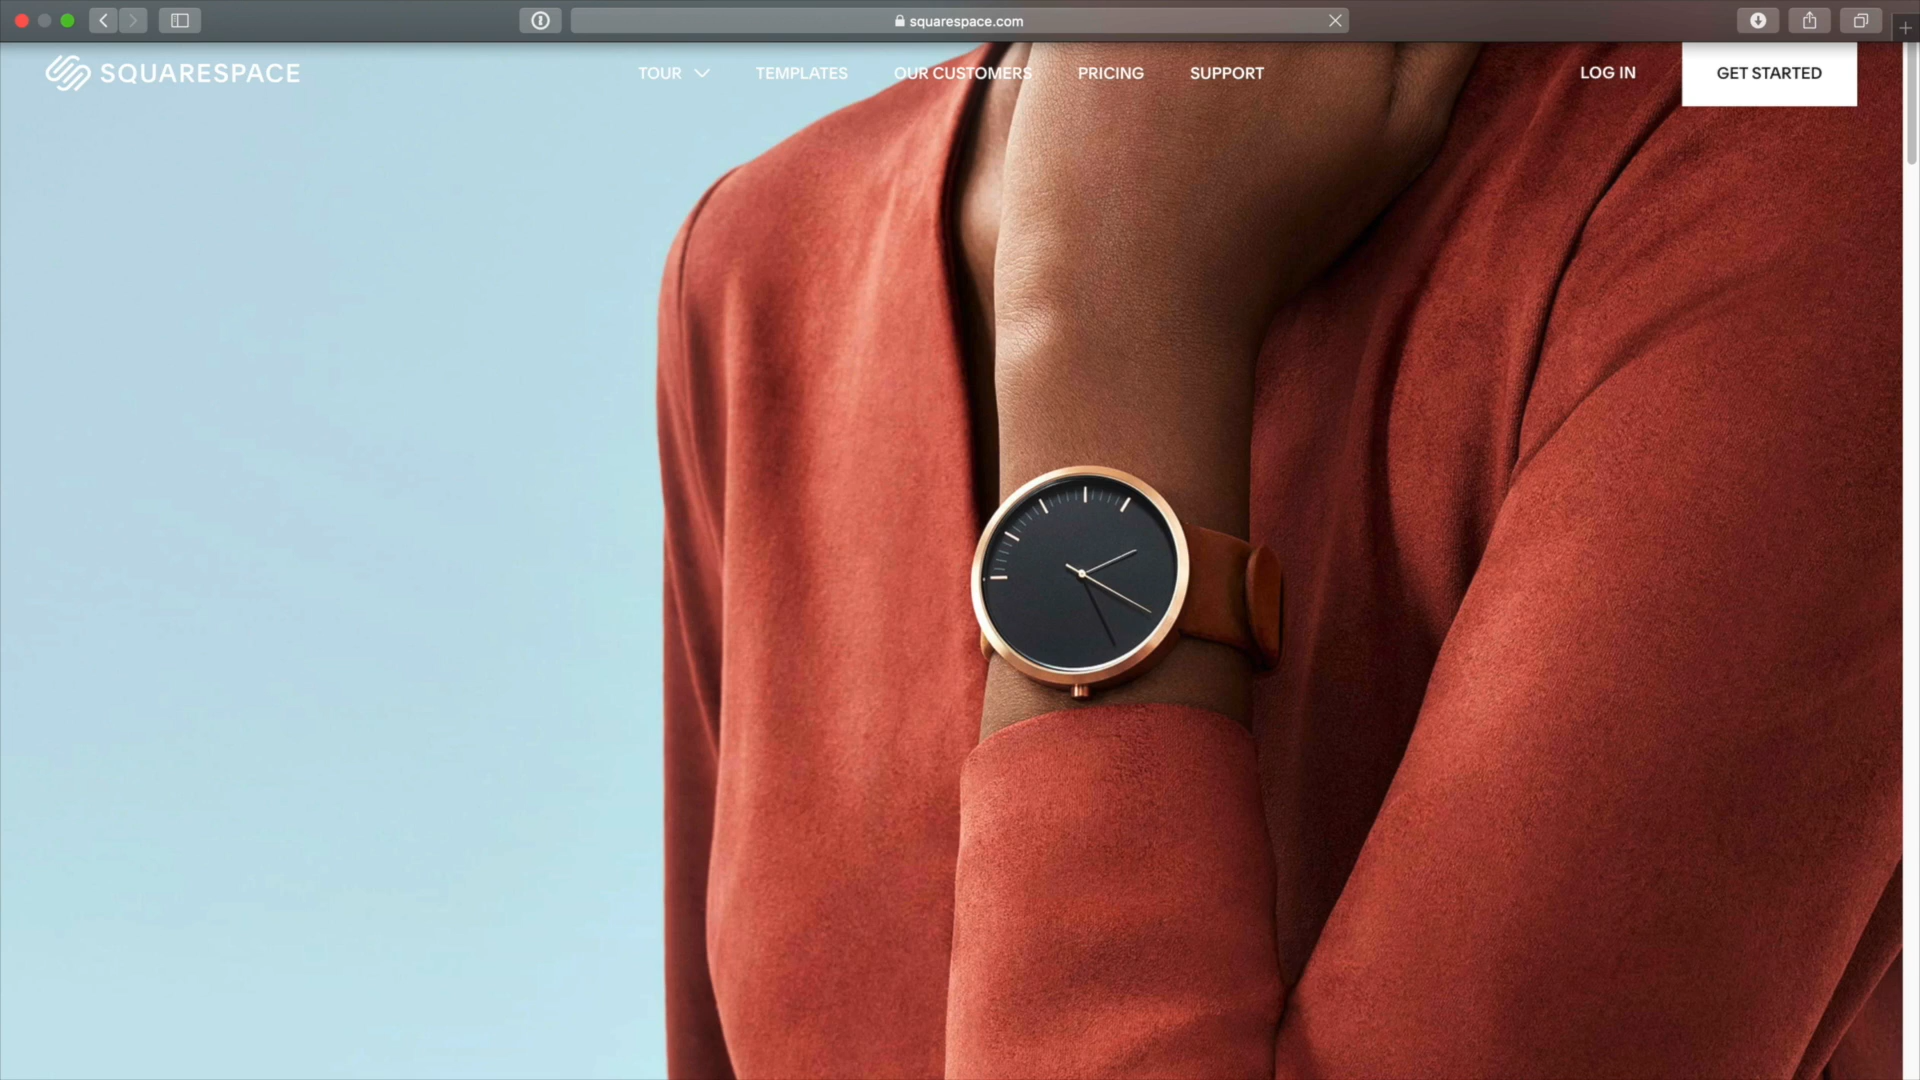 squarespace.com
SQUARESPACE
TOUR
TEMPLATES
OUR CUSTOMERS
PRICING
SUPPORT
LOG IN
GET STARTED